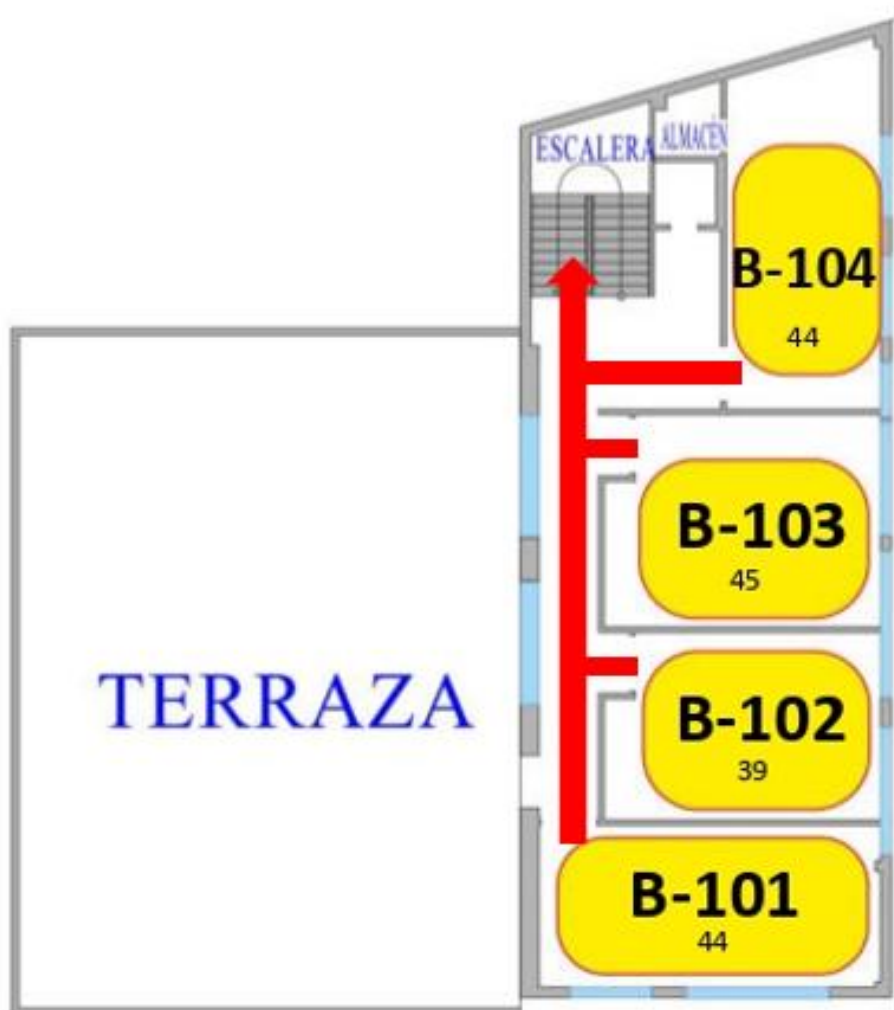 ESCALERA
ALMACÉN
B-104
44
B-103
45
TERRAZA
B-102
39
B-101
44